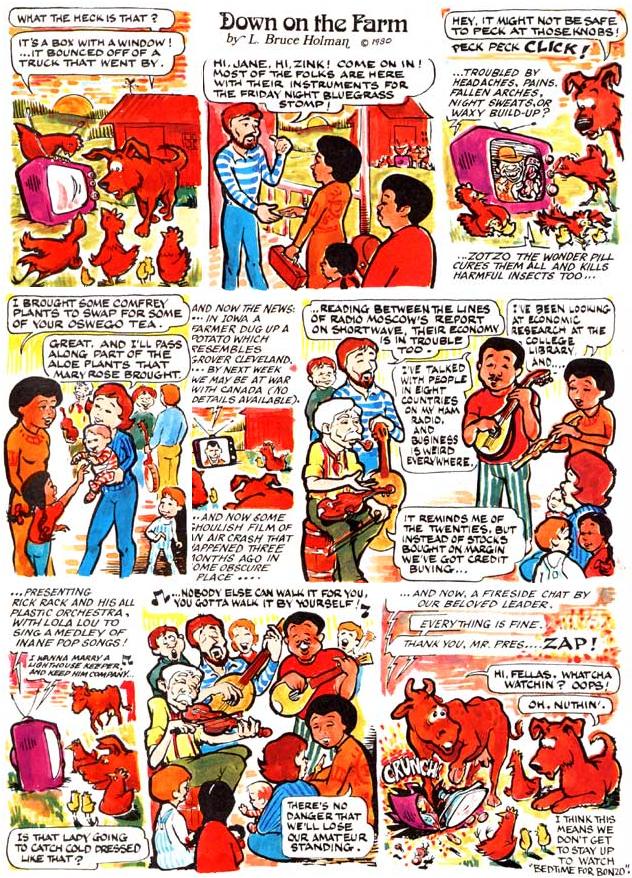 WHAT THE HECK IS THAT?
IT'S A BOX WITH A WINDOW!
...IT BOUNCED OFF OF A
TRUCK THAT WENT BY.
Down on the Farm
by L. Bruce Holman © 1980
HI, JANE, HI, ZINK! COME ON IN!
MOST OF THE FOLKS ARE HERE
WITH THEIR INSTRUMENTS FOR
THE FRIDAY NIGHT BLUEGRASS
STOMP!
HEY, IT MIGHT NOT BE SAFE
TO PECK AT THOSE KNOBS!
PECK PECK CLICK!
...TROUBLED BY
HEADACHES, PAINS,
FALLEN ARCHES,
NIGHT SWEATS, OR
WAXY BUILD-UP?
...ZOTZO THE WONDER PILL
CURES THEM ALL AND KILLS
HARMFUL INSECTS TOO...
I BROUGHT SOME COMFREY
PLANTS TO SWAP FOR SOME
OF YOUR OSWEGO TEA.
GREAT. AND I'LL PASS
ALONG PART OF THE
ALOE PLANTS THAT
MARY ROSE BROUGHT.
AND NOW THE NEWS:
... IN IOWA A
FARMER DUG UP A
POTATO WHICH
RESEMBLES
GROVER CLEVELAND,
... BY NEXT WEEK
WE MAY BE AT WAR
WITH CANADA (NO
DETAILS AVAILABLE).
...AND NOW SOME
GHOULISH FILM OF
AN AIR CRASH THAT
HAPPENED THREE
MONTHS AGO IN
SOME OBSCURE
PLACE ....
...READING BETWEEN THE LINES
OF RADIO MOSCOW'S REPORT
ON SHORTWAVE, THEIR ECONOMY
IS IN TROUBLE
TOO.
I'VE TALKED
WITH PEOPLE
IN EIGHT
COUNTRIES
ON MY HAM
RADIO,
AND
BUSINESS
IS WEIRD
EVERYWHERE.
I'VE BEEN LOOKING
AT ECONOMIC
RESEARCH AT THE
COLLEGE
LIBRARY,
AND...
IT REMINDS ME OF
THE TWENTIES, BUT
INSTEAD OF STOCKS
BOUGHT ON MARGIN
WE'VE GOT CREDIT
BUYING...
...PRESENTING
RICK RACK AND HIS ALL
PLASTIC ORCHESTRA,
WITH LOLA LOU TO
SING A MEDLEY OF
INANE POP SONGS!
I WANNA MARRY A
LIGHTHOUSE KEEPER,
AND KEEP HIM COMPANY...
IS THAT LADY GOING
TO CATCH COLD DRESSED
LIKE THAT?
...NOBODY ELSE CAN WALK IT FOR YOU,
YOU GOTTA WALK IT BY YOURSELF!
THERE'S NO
DANGER THAT
WE'LL LOSE
OUR AMATEUR
STANDING.
... AND NOW, A FIRESIDE CHAT BY
OUR BELOVED LEADER.
EVERYTHING IS FINE.
THANK YOU, MR. PRES.... ZAP!
HI, FELLAS. WHATCHA
WATCHIN? OOPS!
OH, NUTHIN'.
CRUNCH
I THINK THIS
MEANS WE
DON'T GET
TO STAY UP
TO WATCH
"BEDTIME FOR BONZO".